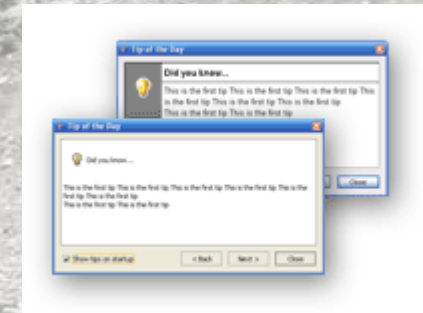 Tip of the Day
Did you know...
This is the first tip This is the first tip This is the first tip This
is the first tip This is the first tip This is the first tip
This is the first tip This is the first tip
Close
Tip of the Day
Did you know...
This is the first tip This is the first tip This is the first tip This is the first tip This is the
first tip This is the first tip
This is the first tip This is the first tip
Show tips on startup
< Back Next > Close